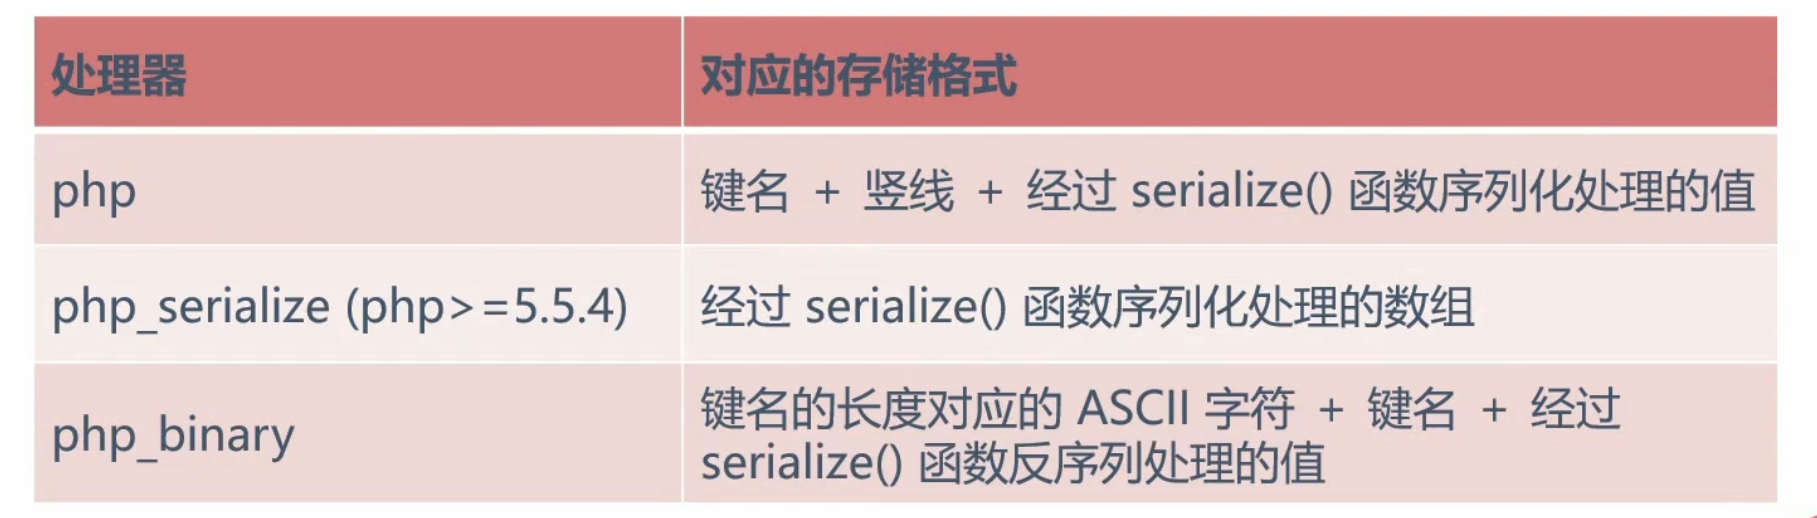 处理器
对应的存储格式
php
键名 + 竖线 + 经过 serialize() 函数序列化处理的值
php_serialize (php>=5.5.4)
经过 serialize() 函数序列化处理的数组
php_binary
键名的长度对应的 ASCII 字符 + 键名 + 经过
serialize() 函数反序列处理的值